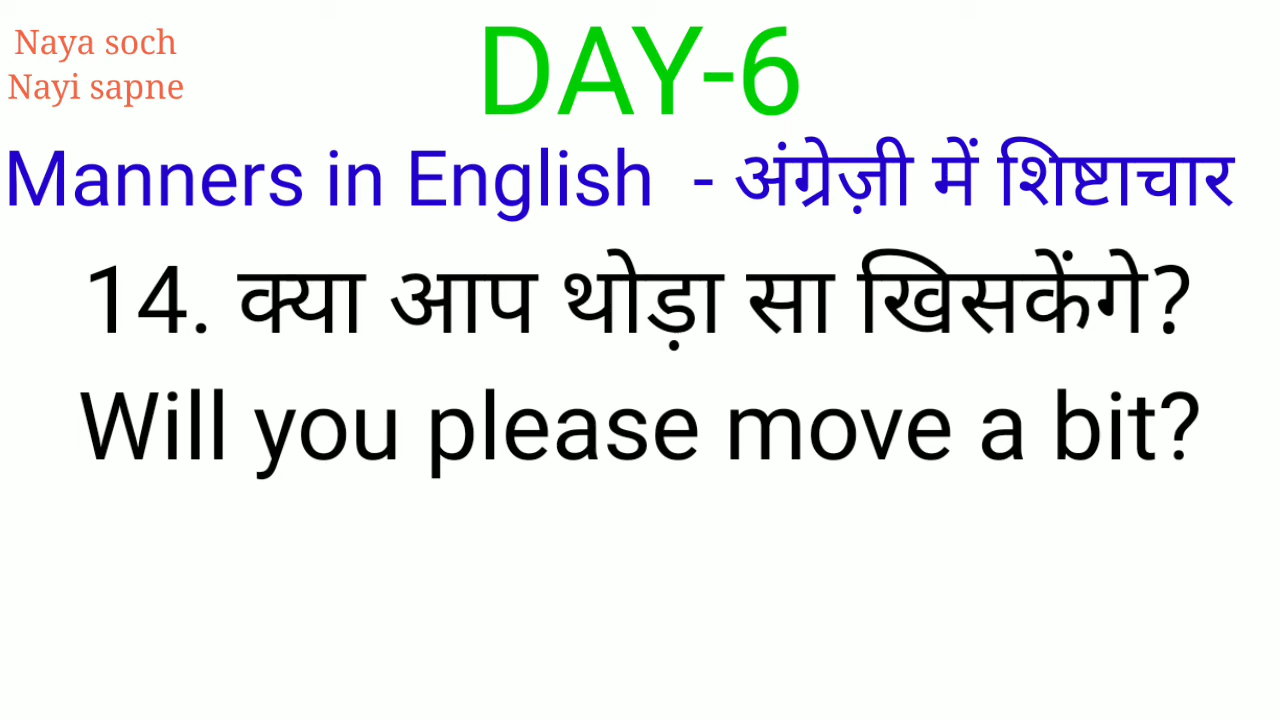 Naya soch
Nayi sapne
DAY-6
Manners in English - अंग्रेज़ी में शिष्टाचार
14. क्या आप थोड़ा सा खिसकेंगे?
Will you please move a bit?